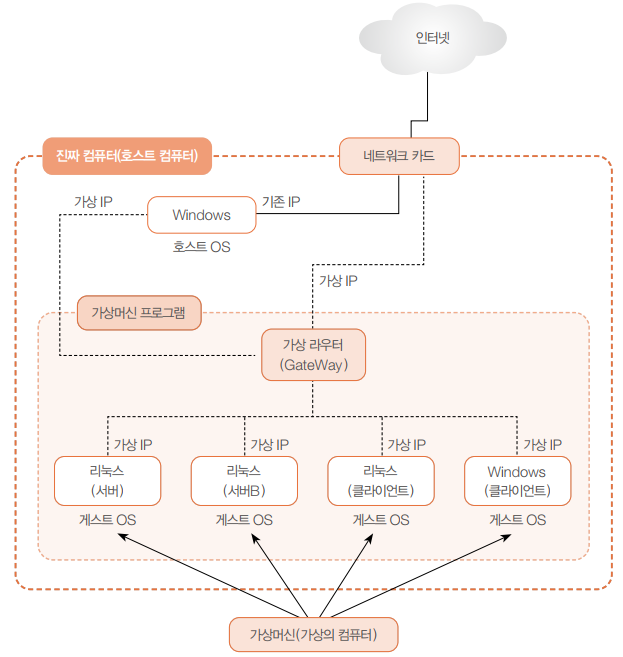 인터넷
진짜 컴퓨터(호스트 컴퓨터)
네트워크 카드
가상 IP
기존 IP
Windows
호스트 OS
가상 IP
가상머신 프로그램
가상 라우터
(GateWay)
가상 IP
가상 IP
가상 IP
가상 IP
리눅스
(서버)
리눅스
(서버B)
리눅스
(클라이언트)
Windows
(클라이언트)
게스트 OS
게스트 OS
게스트 OS
게스트 OS
가상머신(가상의 컴퓨터)